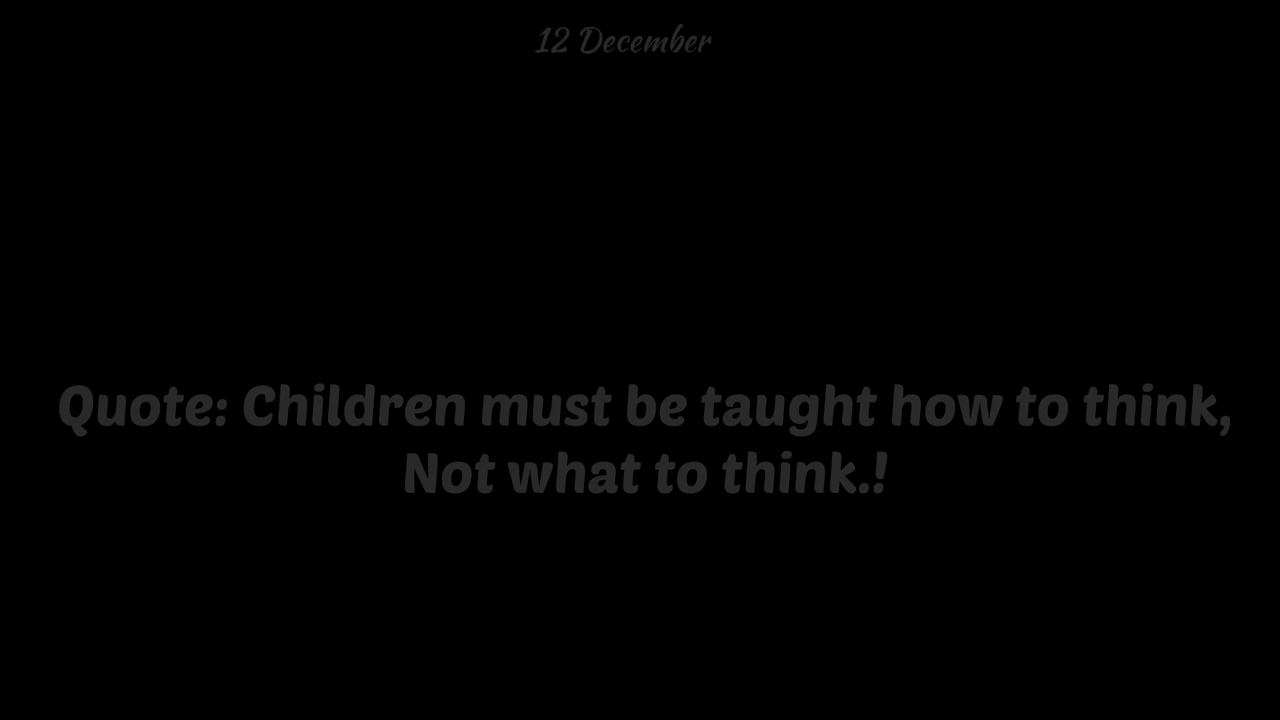 12 December
Quote: Children must be taught how to think,
Not what to think.!